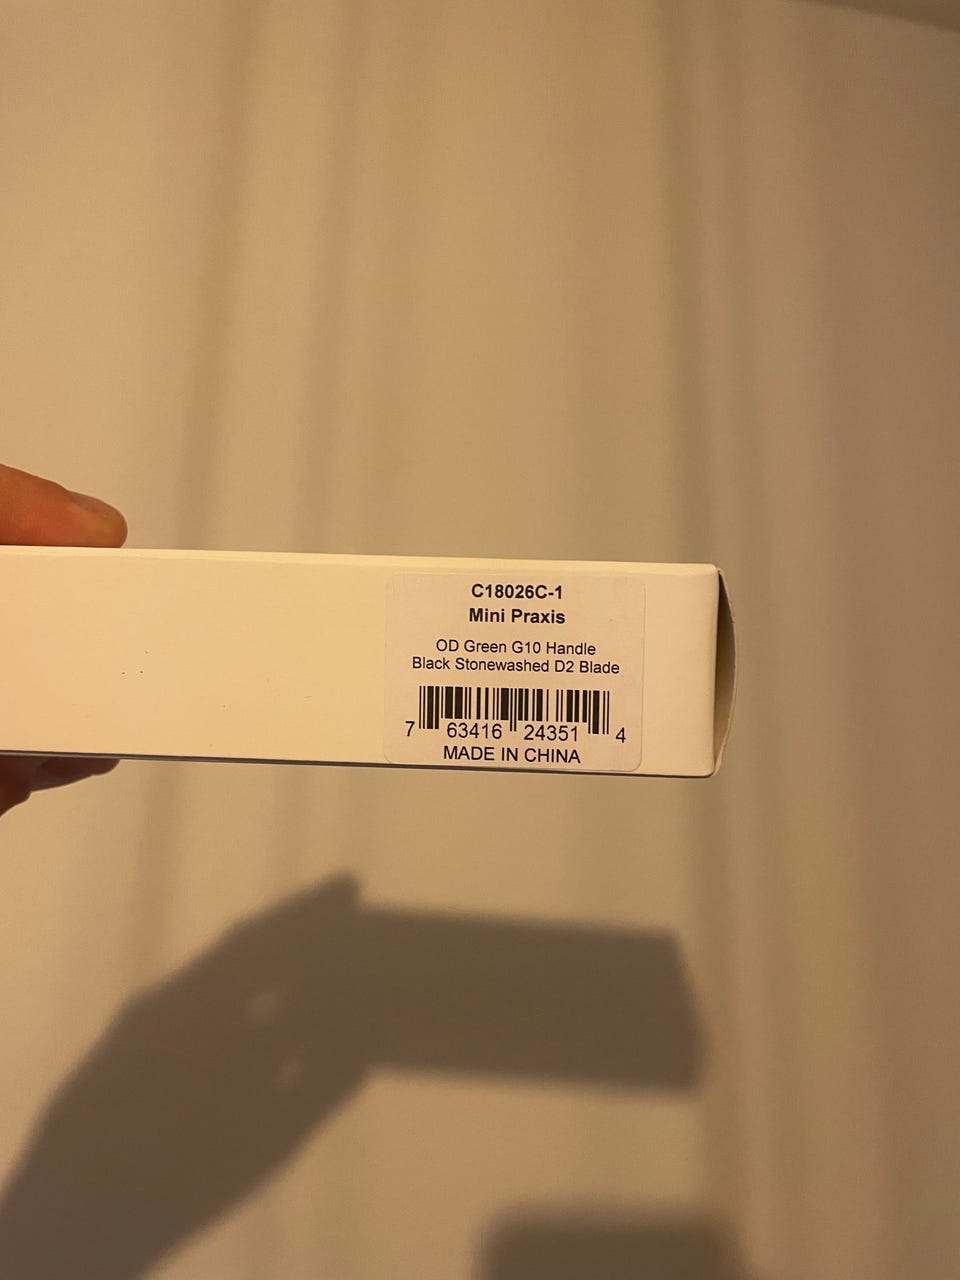 C18026C-1
Mini Praxis
OD Green G10 Handle
Black Stonewashed D2 Blade
7 63416 24351 4
MADE IN CHINA